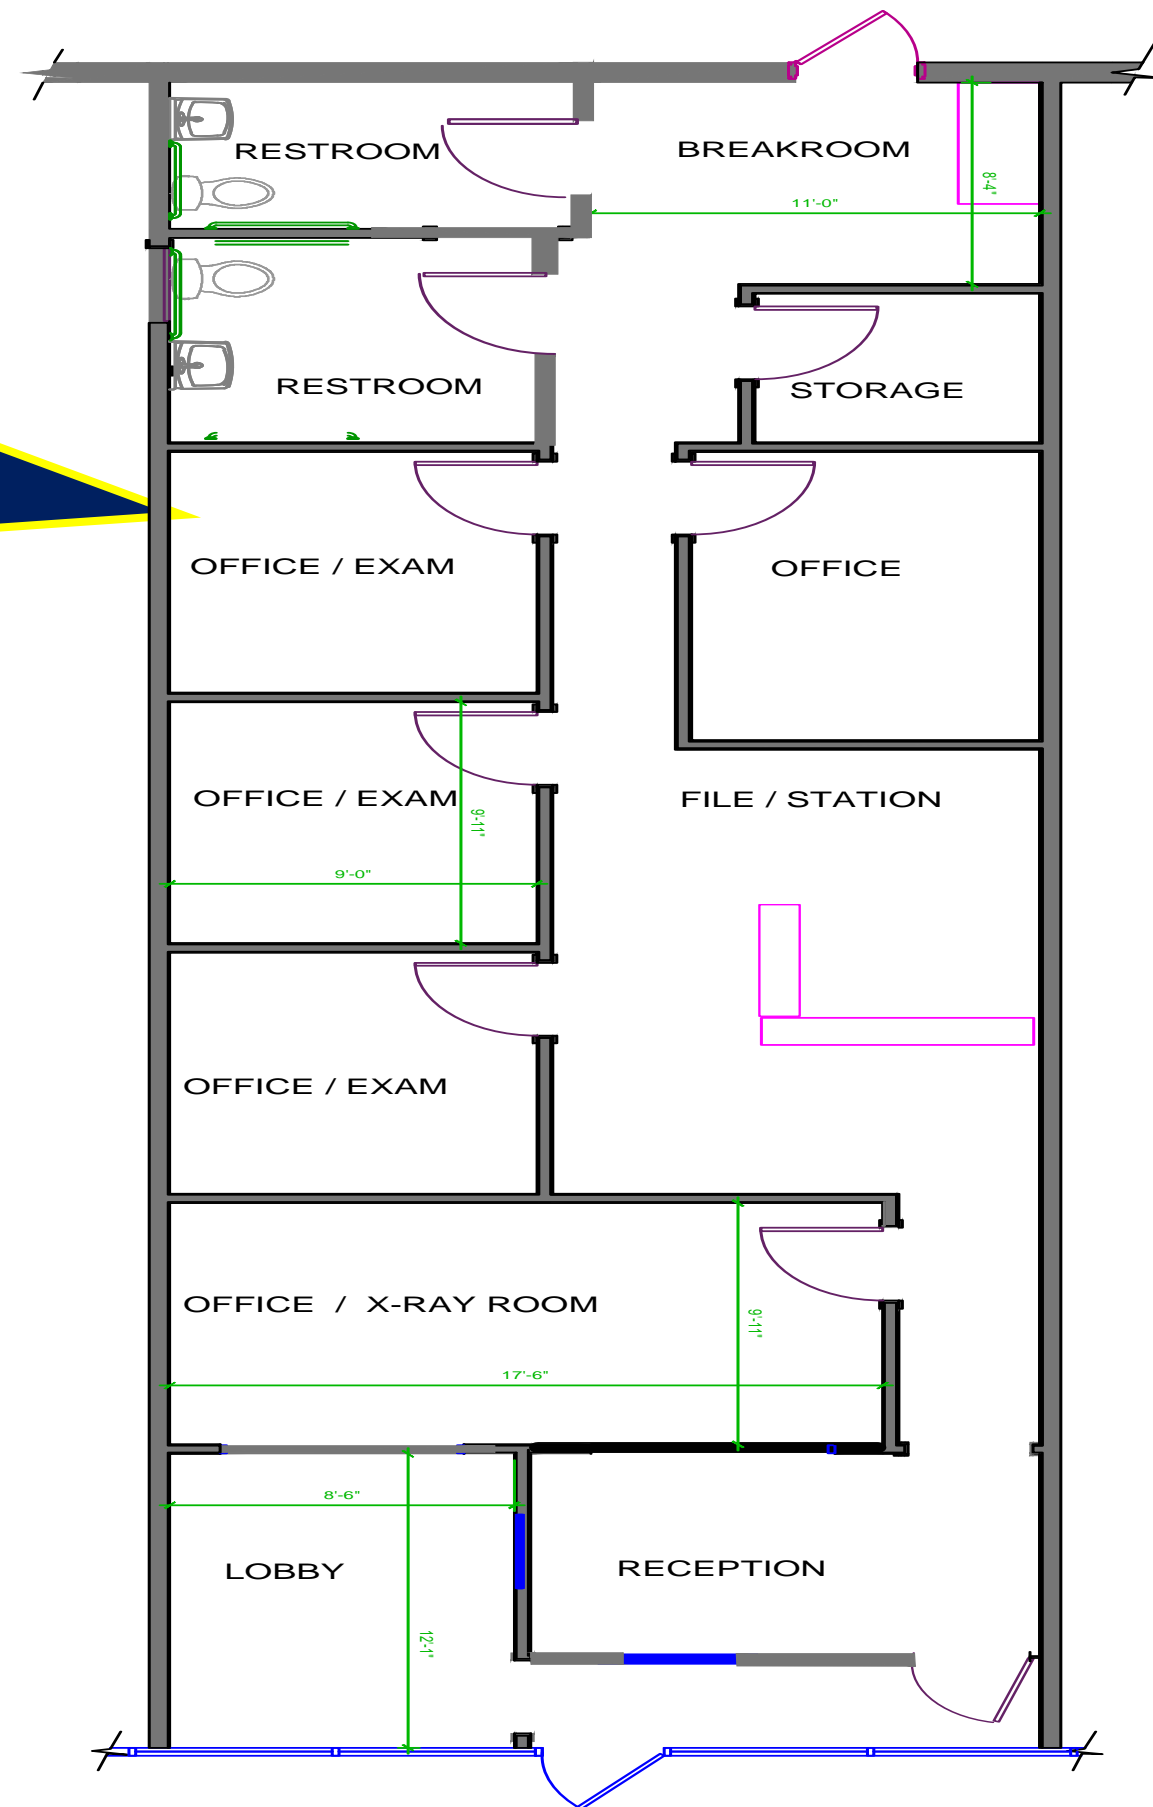 RESTROOM
BREAKROOM
8'-4"
11'-0"
RESTROOM
STORAGE
OFFICE / EXAM
OFFICE
OFFICE / EXAM
FILE / STATION
9'-11"
9'-0"
OFFICE / EXAM
OFFICE / X-RAY ROOM
9'-11"
17'-6"
8'-6"
LOBBY
RECEPTION
12'-1"